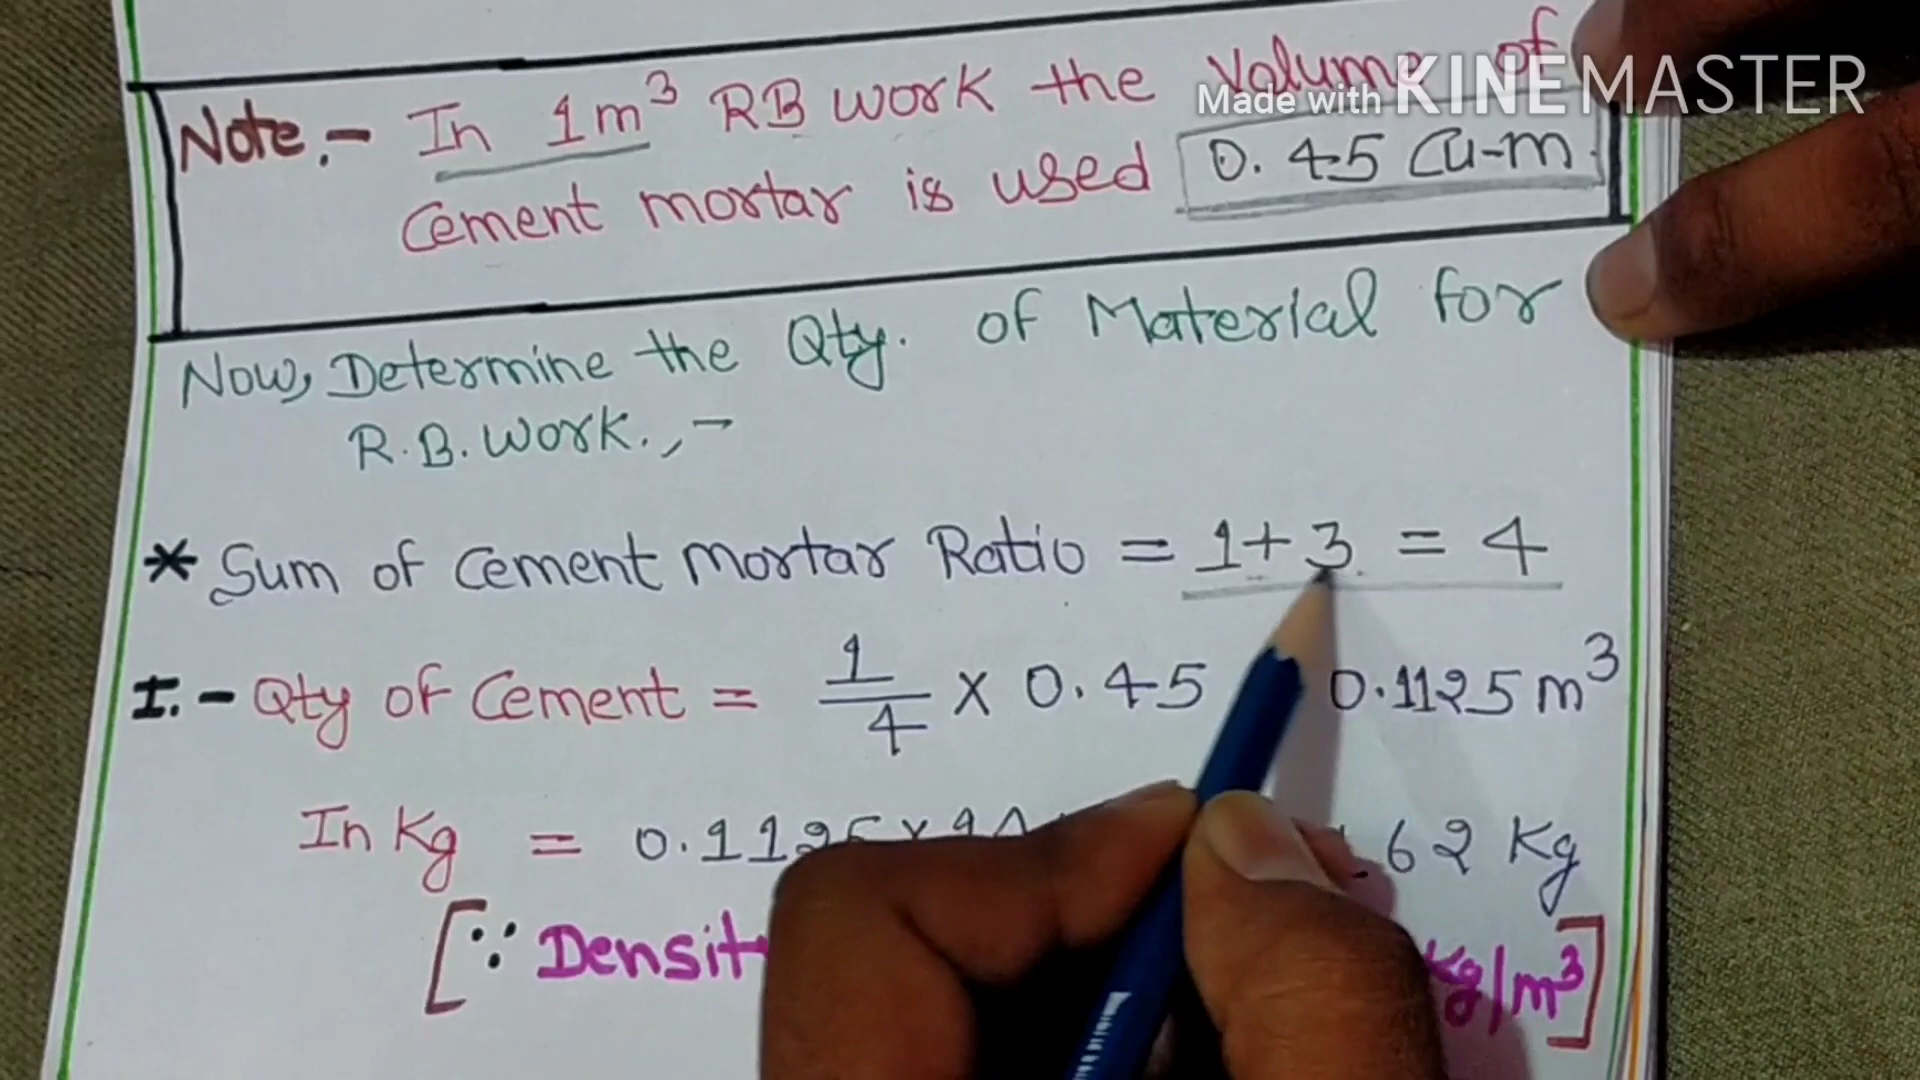 Note:- In 1m³ RB work the Volume of
Made with KINEMASTER
Cement mortar is used 0.45 Cu-m.
Now, Determine the Qty. of Material for
R.B. work.,-
* Sum of Cement mortar Ratio = 1+3 = 4
I.- Qty of Cement = 1/4 x 0.45 0.1125 m³
In Kg = 0.1125 x .62 Kg
[∵ Density Kg/m³]